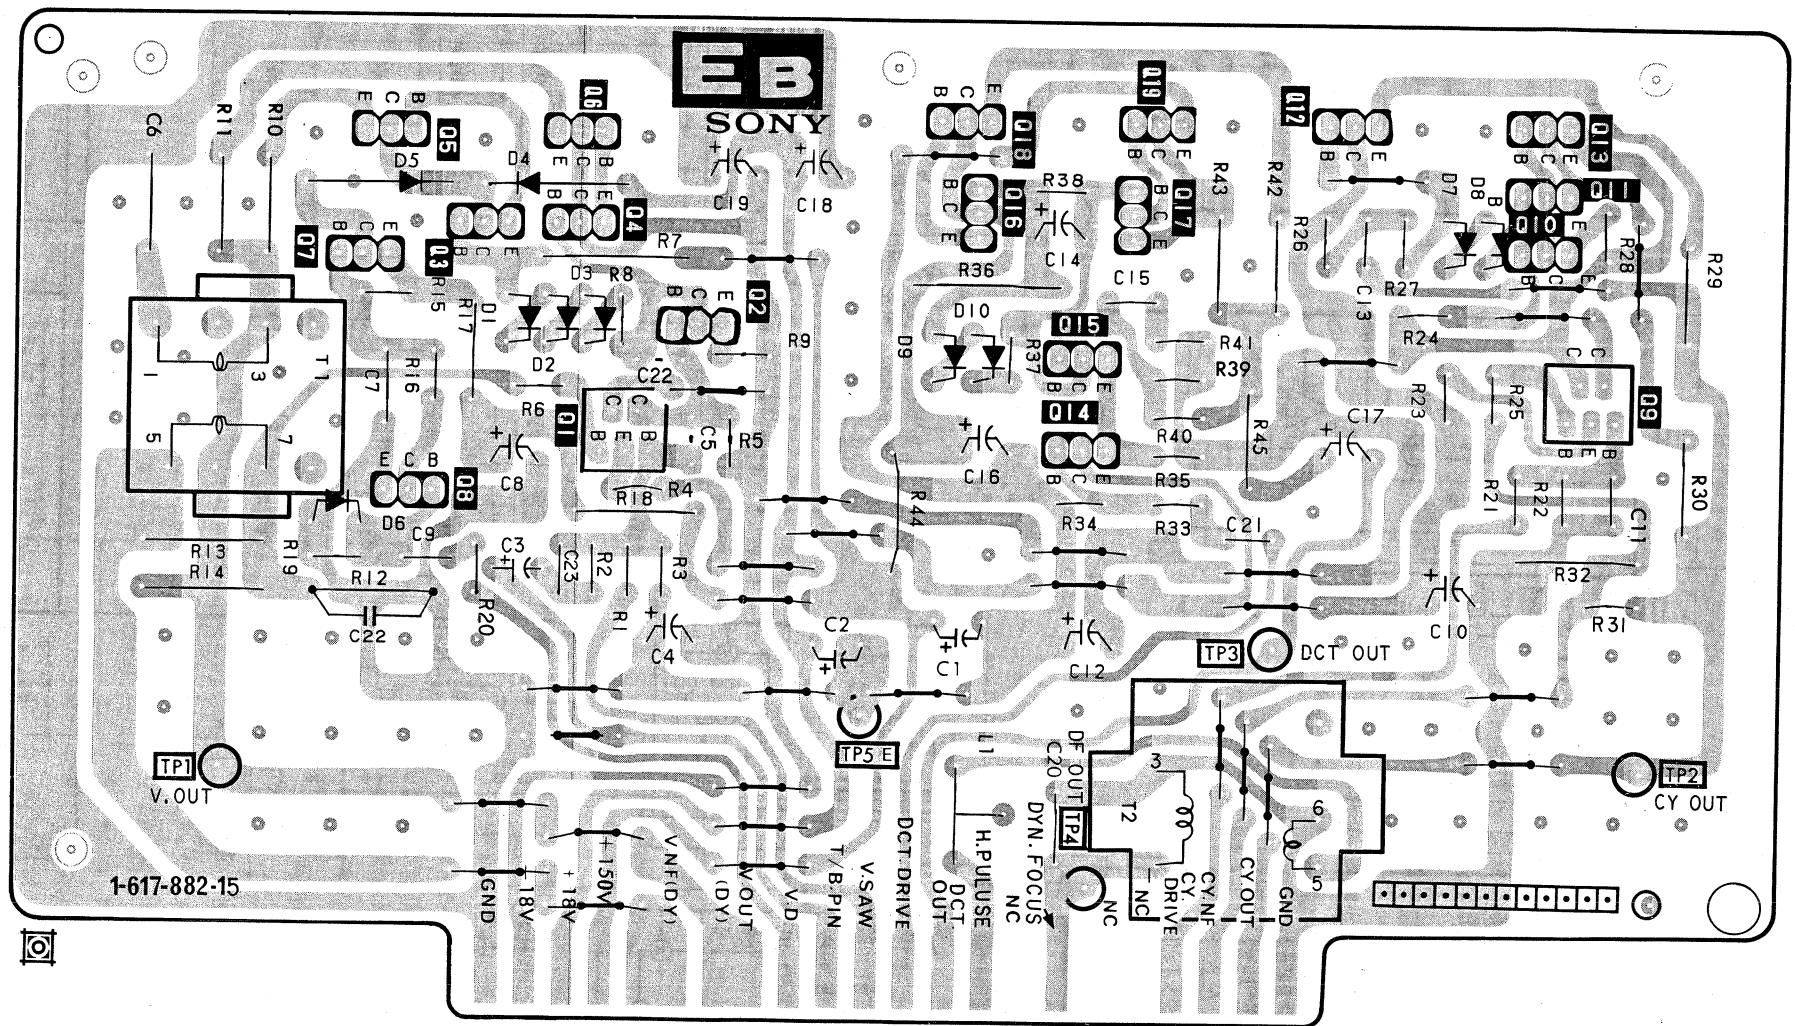 EB
SONY
C6
R11
R10
E C B
Q5
Q6
E C B
D5
D4
C19
C18
B C E
Q18
Q19
B C E
Q12
B C E
Q13
B C E
Q7
B C E
Q3
B C E
B C E
Q4
R7
D3
R8
Q16
B C E
R38
C14
Q17
B C E
C15
R43
R42
R26
D7
D8
B
Q11
Q10
E
B C E
C
R28
R29
R15
R17
D1
D2
B C E
Q2
R9
R36
D10
D9
R37
Q15
B C E
R41
R39
C13
R27
R24
1
3
T1
5
7
C7
R16
R6
C22
Q1
C C
B E B
C5
R5
C8
R4
R18
C16
Q14
B C E
R40
R35
R45
C17
R23
R25
C C
Q9
B E B
E C B
Q8
D6
C9
R44
R34
R33
C21
R21
R22
C11
R30
R13
R14
R19
R12
C22
R20
C3
C23
R2
R1
R3
C4
C2
C1
C12
R32
R31
C10
TP3
DCT OUT
TP1
V.OUT
TP5 E
L1
C20
DF OUT
TP4
3
T2
6
5
TP2
CY OUT
1-617-882-15
GND
-18V
+18V
+150V
V.NF(DY)
V.OUT
(DY)
V.D
T/B.PIN
V.SAW
DCT.DRIVE
DCT.
OUT
H.PULUSE
NC
DYN. FOCUS
NC
NC
CY.
DRIVE
CY.NF
CY.OUT
GND